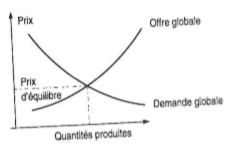 Prix
Offre globale
Prix
d'équilibre
Demande globale
Quantités produites